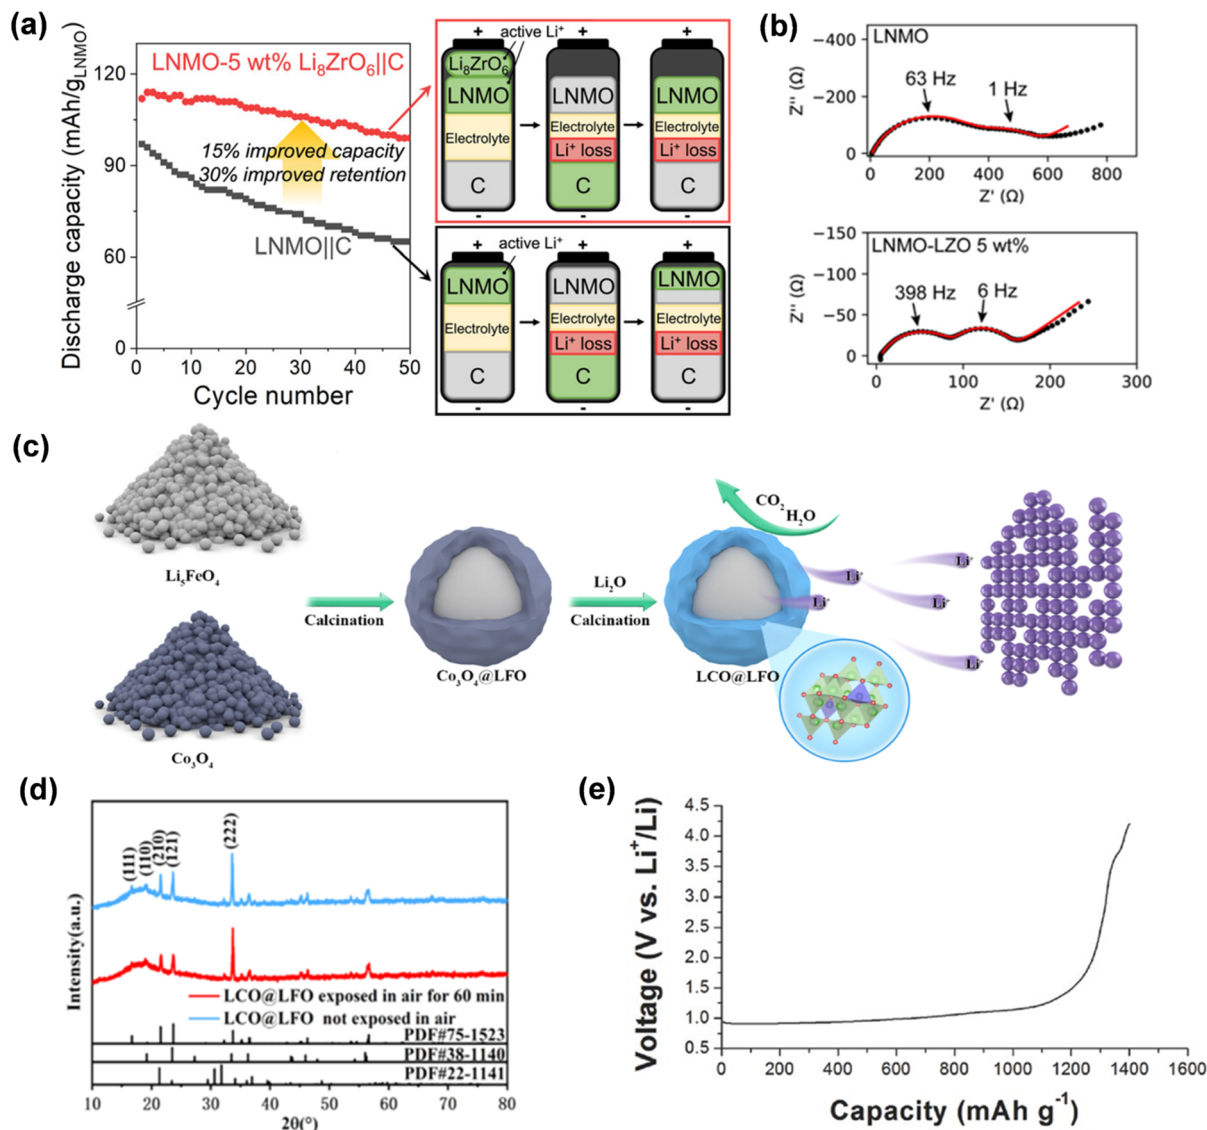 (a)
Discharge capacity (mAh/gLNMO)
120
90
60
0
LNMO-5 wt% Li8ZrO6||C
15% improved capacity
30% improved retention
LNMO||C
0 10 20 30 40 50
Cycle number
+ active Li+ + +
Li8ZrO6
LNMO LNMO LNMO
Electrolyte Electrolyte Electrolyte
Li+ loss Li+ loss
C C C
- - -
+ active Li+ + +
LNMO LNMO LNMO
Electrolyte Electrolyte Electrolyte
Li+ loss Li+ loss
C C C
- - -
(b)
LNMO
−400
−200
0
Z'' (Ω)
63 Hz
1 Hz
0 200 400 600 800
Z' (Ω)
LNMO-LZO 5 wt%
−150
−100
−50
0
Z'' (Ω)
398 Hz
6 Hz
0 100 200 300
Z' (Ω)
(c)
Li5FeO4
Co3O4
Calcination
Co3O4@LFO
Li2O
Calcination
CO2
H2O
LCO@LFO
Li+
Li+
Li+
Li+
Li+
(d)
Intensity(a.u.)
(111)
(110)
(210)
(121)
(222)
LCO@LFO exposed in air for 60 min
LCO@LFO not exposed in air
PDF#75-1523
PDF#38-1140
PDF#22-1141
10 20 30 40 50 60 70 80
2θ(°)
(e)
Voltage (V vs. Li+/Li)
4.5
4.0
3.5
3.0
2.5
2.0
1.5
1.0
0.5
0 200 400 600 800 1000 1200 1400 1600
Capacity (mAh g-1)